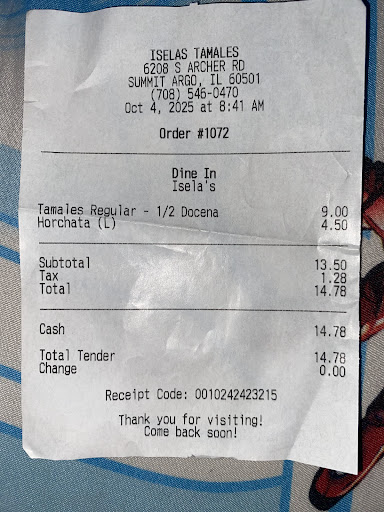 ISELAS TAMALES
6208 S ARCHER RD
SUMMIT ARGO, IL 60501
(708) 546-0470
Oct 4, 2025 at 8:41 AM
Order #1072
Dine In
Isela's
Tamales Regular - 1/2 Docena 9.00
Horchata (L) 4.50
Subtotal 13.50
Tax 1.28
Total 14.78
Cash 14.78
Total Tender 14.78
Change 0.00
Receipt Code: 0010242423215
Thank you for visiting!
Come back soon!